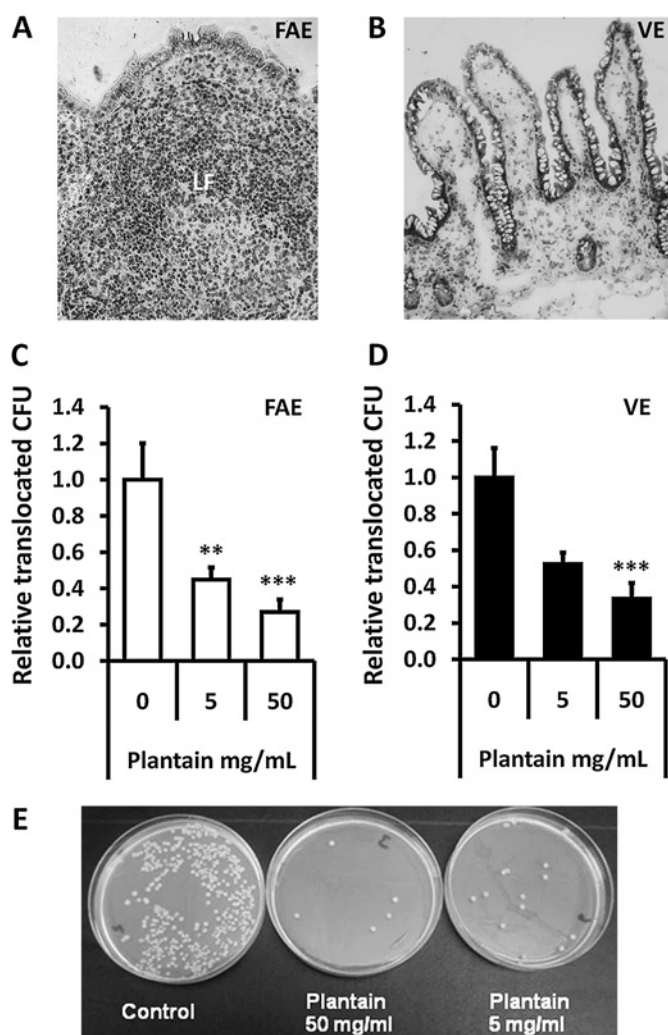 A
FAE
LF
B
VE
C
FAE
Relative translocated CFU
1.4
1.2
1.0
0.8
0.6
0.4
0.2
0.0
**
***
0
5
50
Plantain mg/mL
D
VE
Relative translocated CFU
1.4
1.2
1.0
0.8
0.6
0.4
0.2
0.0
***
0
5
50
Plantain mg/mL
E
Control
Plantain
50 mg/ml
Plantain
5 mg/ml